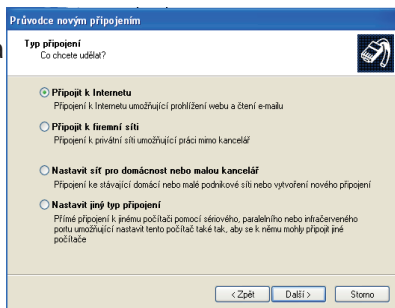 Průvodce novým připojením
Typ připojení
Co chcete udělat?
Připojit k Internetu
Připojení k Internetu umožňující prohlížení webu a čtení e-mailu
Připojit k firemní síti
Připojení k privátní síti umožňující práci mimo kancelář
Nastavit síť pro domácnost nebo malou kancelář
Připojení ke stávající domácí nebo malé podnikové síti nebo vytvoření nového připojení
Nastavit jiný typ připojení
Přímé připojení k jinému počítači pomocí sériového, paralelního nebo infračerveného
portu umožňující nastavit tento počítač také tak, aby se k němu mohly připojit jiné
počítače
< Zpět Další > Storno